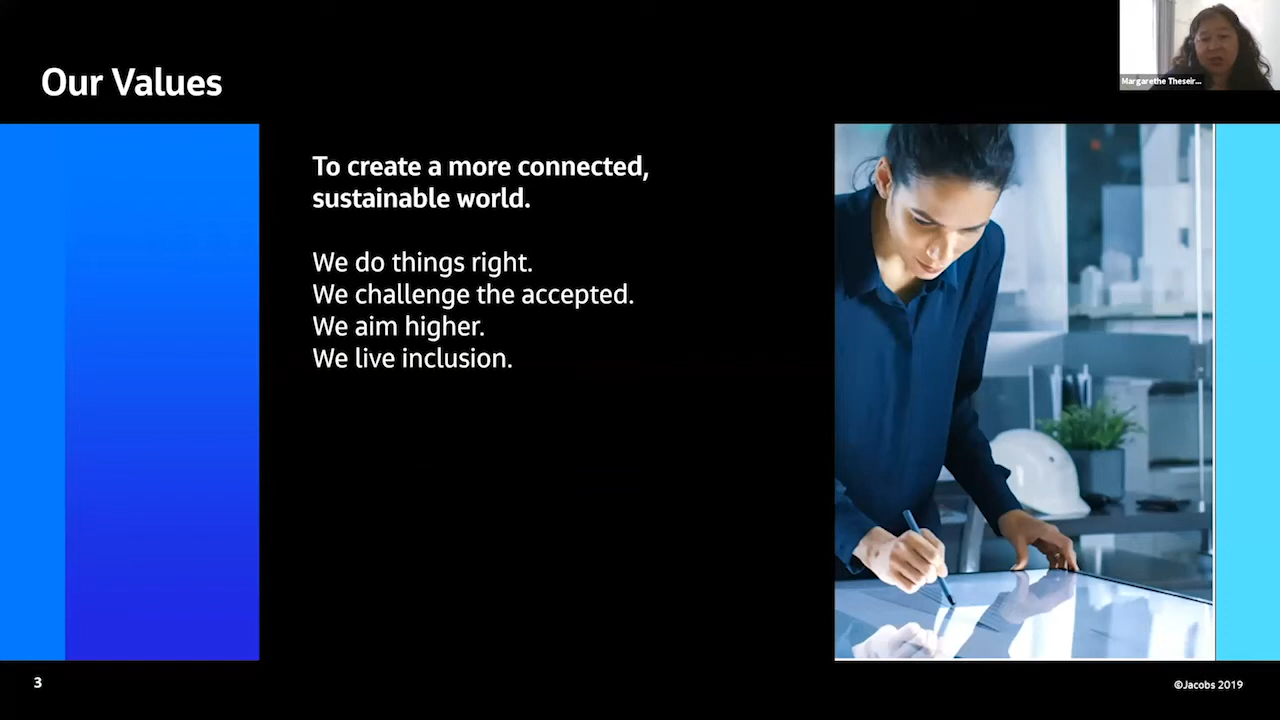 Our Values
Margarethe Theseir...
To create a more connected,
sustainable world.
We do things right.
We challenge the accepted.
We aim higher.
We live inclusion.
3
©Jacobs 2019